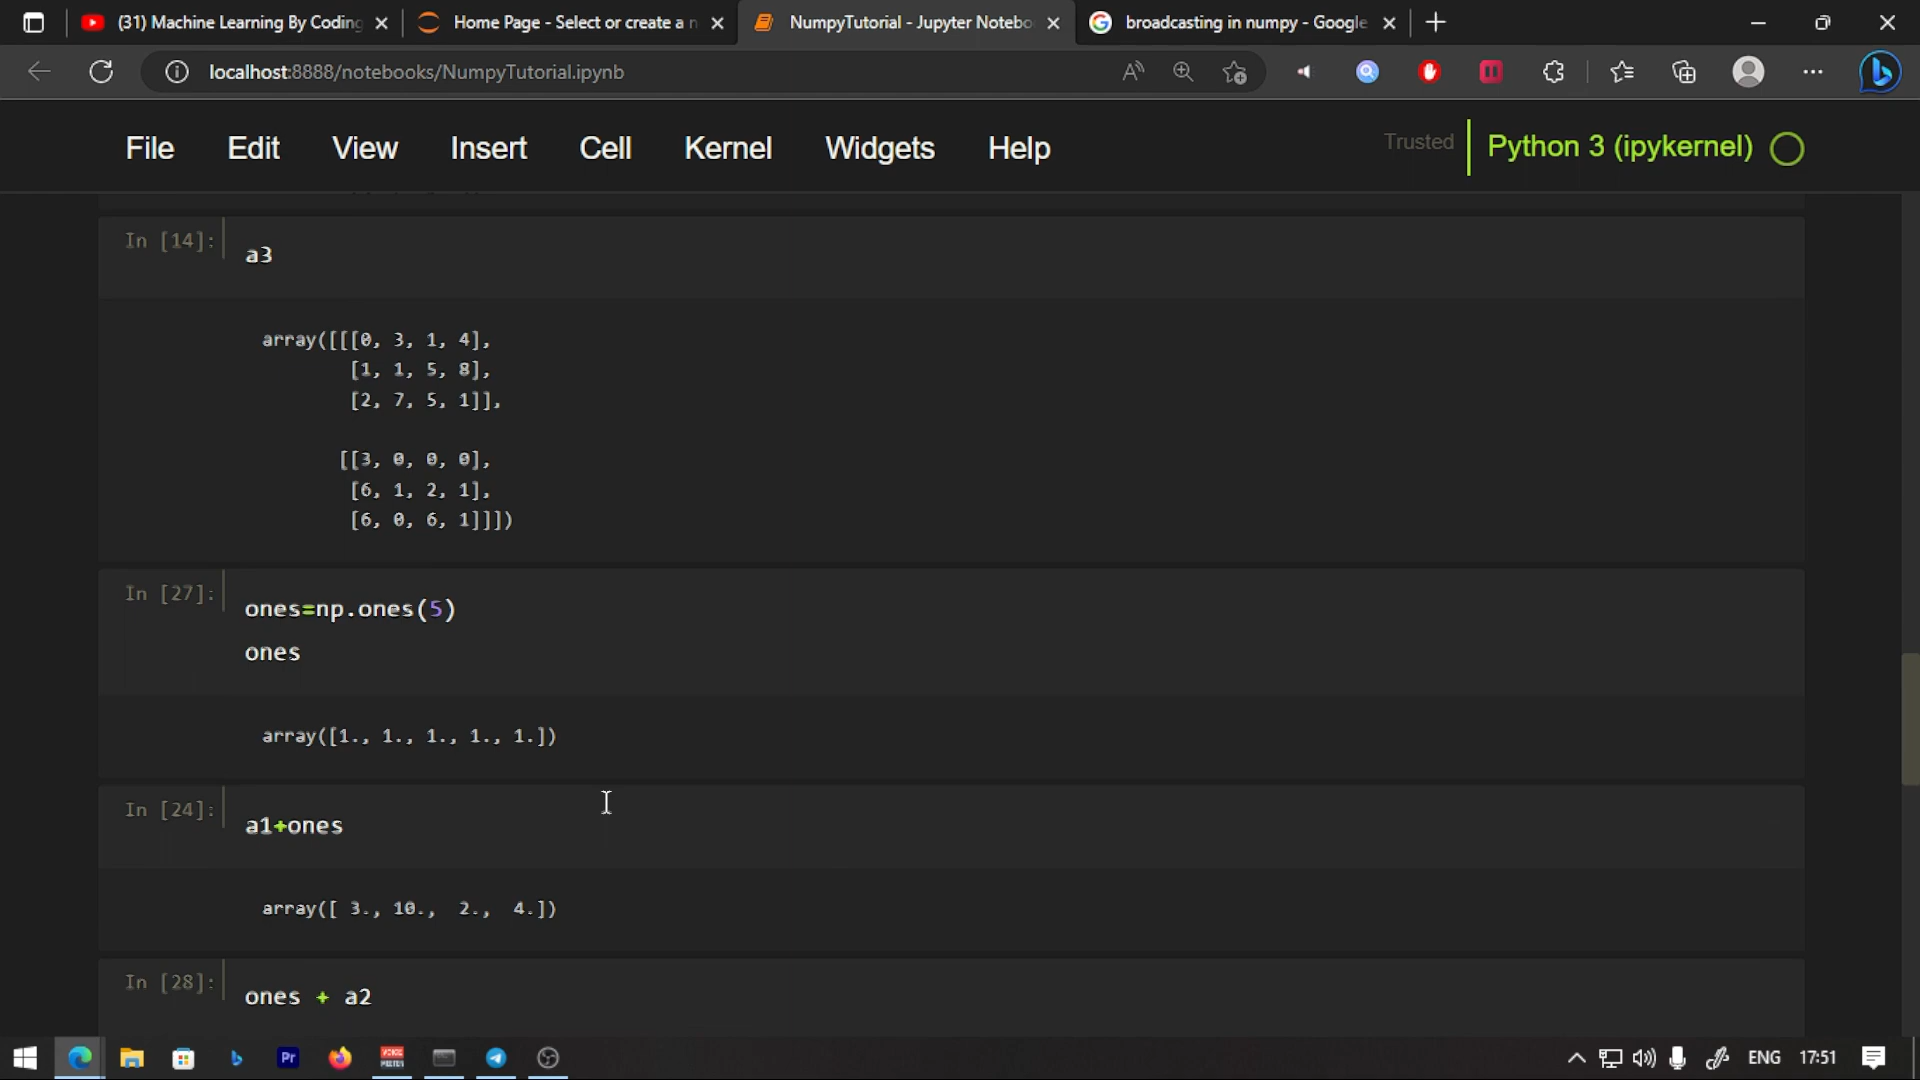 (31) Machine Learning By Coding
Home Page - Select or create a n
NumpyTutorial - Jupyter Notebo
broadcasting in numpy - Google
localhost:8888/notebooks/NumpyTutorial.ipynb
File Edit View Insert Cell Kernel Widgets Help
Trusted
Python 3 (ipykernel)
In [14]:
a3
array([[[0, 3, 1, 4],
[1, 1, 5, 8],
[2, 7, 5, 1]],
[[3, 0, 0, 0],
[6, 1, 2, 1],
[6, 0, 6, 1]]])
In [27]:
ones=np.ones(5)
ones
array([1., 1., 1., 1., 1.])
In [24]:
a1+ones
array([ 3., 10.,  2.,  4.])
In [28]:
ones + a2
Pr
ENG
17:51